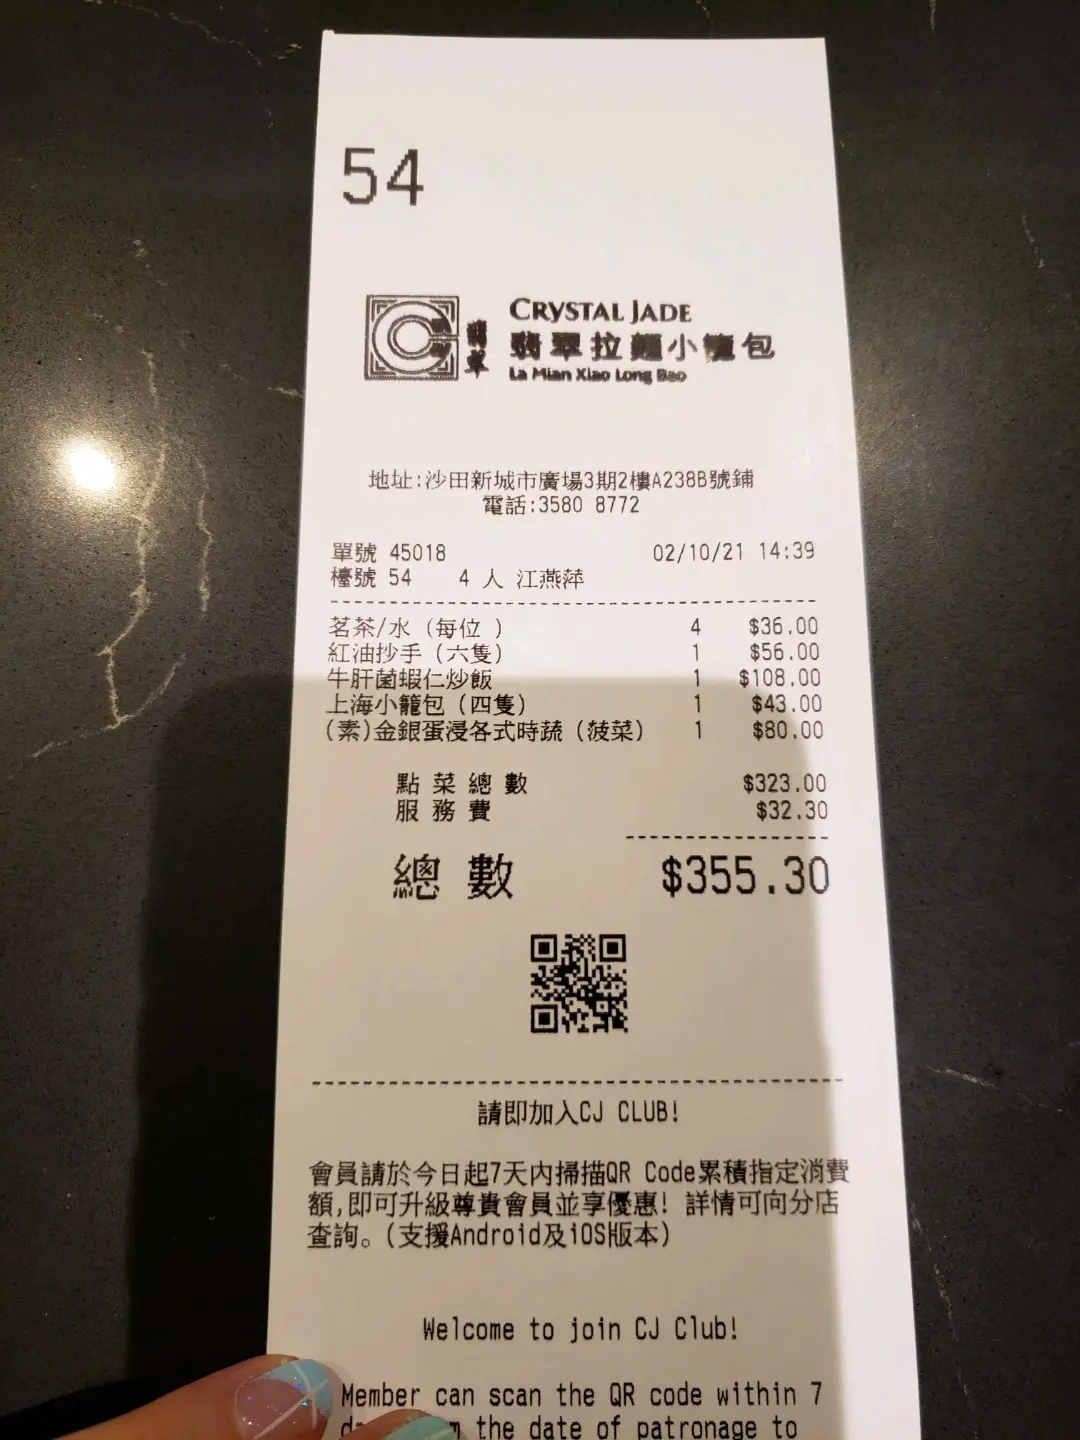 54
CRYSTAL JADE
翡翠
翡翠拉麵小籠包
La Mian Xiao Long Bao
地址:沙田新城市廣場3期2樓A238B號鋪
電話:3580 8772
單號 45018 02/10/21 14:39
檯號 54 4 人 江燕萍
茗茶/水 (每位 ) 4 $36.00
紅油抄手(六隻) 1 $56.00
牛肝菌蝦仁炒飯 1 $108.00
上海小籠包(四隻) 1 $43.00
(素)金銀蛋浸各式時蔬(菠菜) 1 $80.00
點 菜 總 數 $323.00
服 務 費 $32.30
總 數 $355.30
請即加入CJ CLUB!
會員請於今日起7天內掃描QR Code累積指定消費
額,即可升級尊貴會員並享優惠! 詳情可向分店
查詢。(支援Android及iOS版本)
Welcome to join CJ Club!
Member can scan the QR code within 7
the date of patronage to